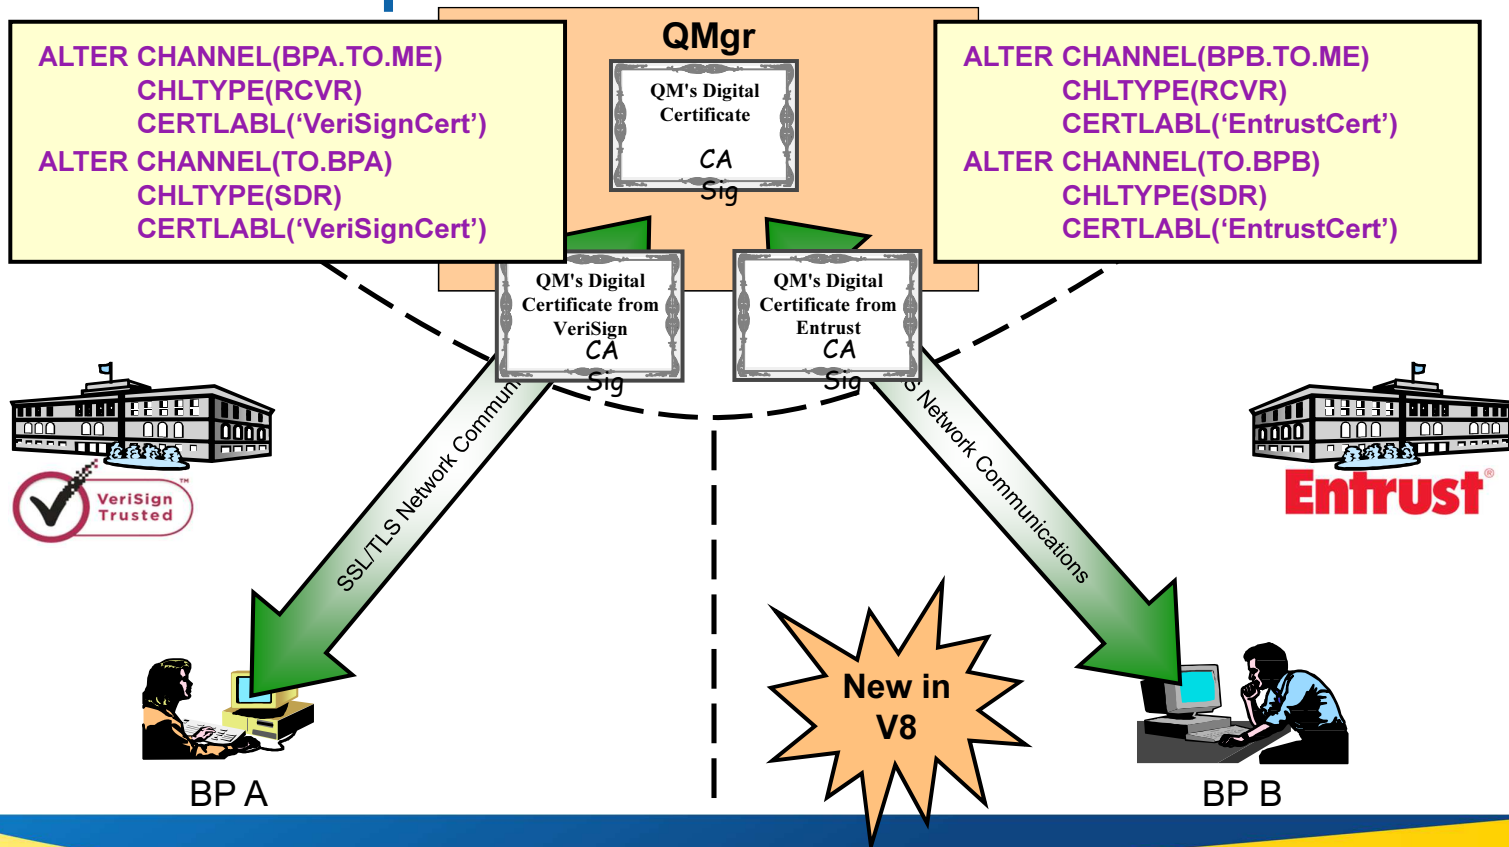 QMgr
ALTER CHANNEL(BPA.TO.ME)
CHLTYPE(RCVR)
CERTLABL(‘VeriSignCert’)
ALTER CHANNEL(TO.BPA)
CHLTYPE(SDR)
CERTLABL(‘VeriSignCert’)
QM's Digital
Certificate
CA
Sig
ALTER CHANNEL(BPB.TO.ME)
CHLTYPE(RCVR)
CERTLABL(‘EntrustCert’)
ALTER CHANNEL(TO.BPB)
CHLTYPE(SDR)
CERTLABL(‘EntrustCert’)
QM's Digital
Certificate from
VeriSign
CA
Sig
QM's Digital
Certificate from
Entrust
CA
Sig
VeriSign™
Trusted
SSL/TLS Network Communi
S Network Communications
Entrust®
New in
V8
BP A
BP B